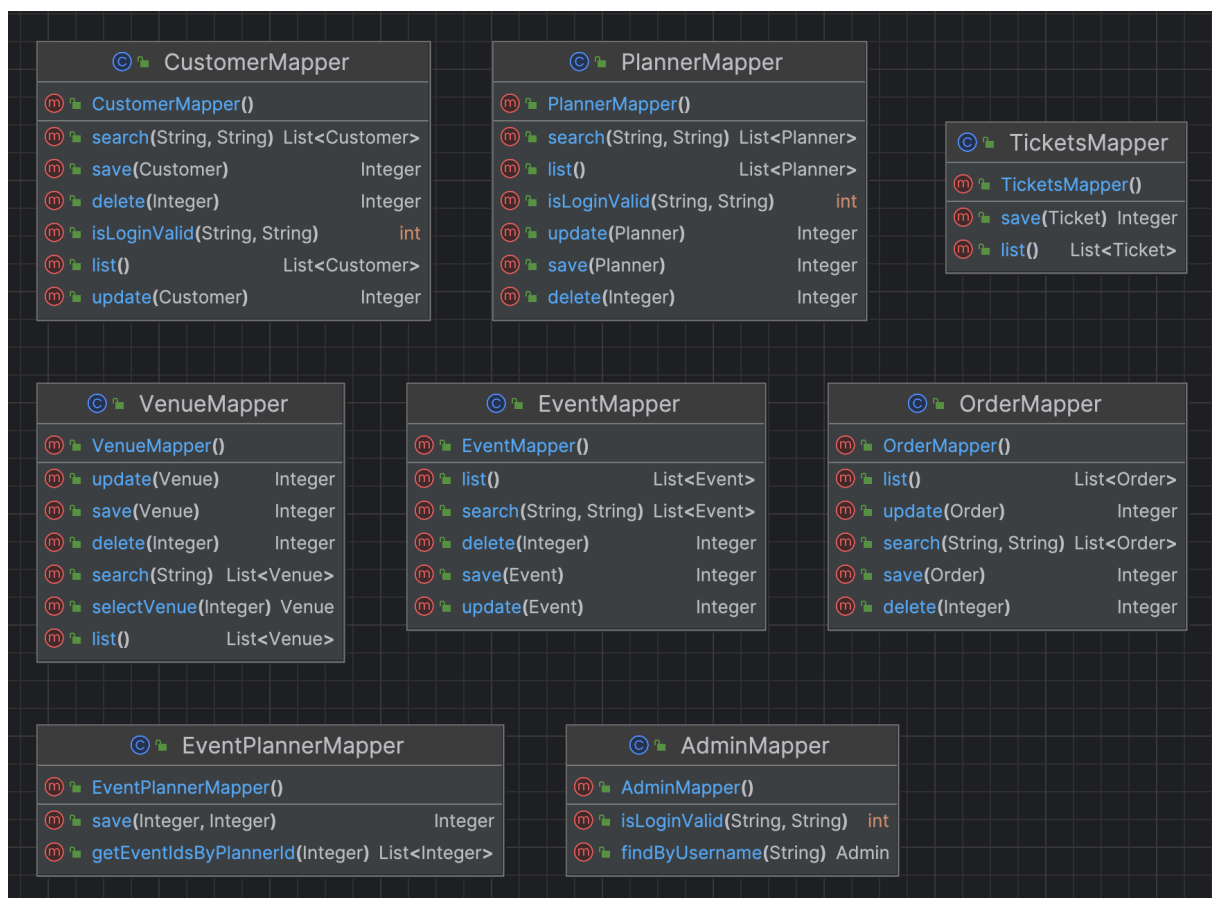 CustomerMapper
CustomerMapper()
search(String, String) List<Customer>
save(Customer) Integer
delete(Integer) Integer
isLoginValid(String, String) int
list() List<Customer>
update(Customer) Integer
PlannerMapper
PlannerMapper()
search(String, String) List<Planner>
list() List<Planner>
isLoginValid(String, String) int
update(Planner) Integer
save(Planner) Integer
delete(Integer) Integer
TicketsMapper
TicketsMapper()
save(Ticket) Integer
list() List<Ticket>
VenueMapper
VenueMapper()
update(Venue) Integer
save(Venue) Integer
delete(Integer) Integer
search(String) List<Venue>
selectVenue(Integer) Venue
list() List<Venue>
EventMapper
EventMapper()
list() List<Event>
search(String, String) List<Event>
delete(Integer) Integer
save(Event) Integer
update(Event) Integer
OrderMapper
OrderMapper()
list() List<Order>
update(Order) Integer
search(String, String) List<Order>
save(Order) Integer
delete(Integer) Integer
EventPlannerMapper
EventPlannerMapper()
save(Integer, Integer) Integer
getEventIdsByPlannerId(Integer) List<Integer>
AdminMapper
AdminMapper()
isLoginValid(String, String) int
findByUsername(String) Admin